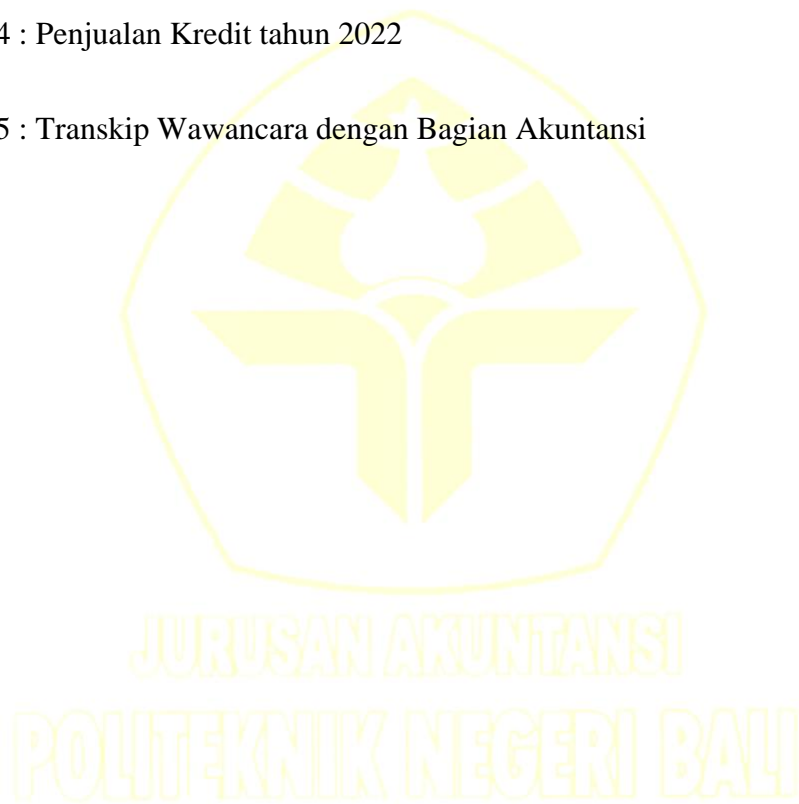 4 : Penjualan Kredit tahun 2022
5 : Transkip Wawancara dengan Bagian Akuntansi
JURUSAN AKUNTANSI
POLITEKNIK NEGERI BALI